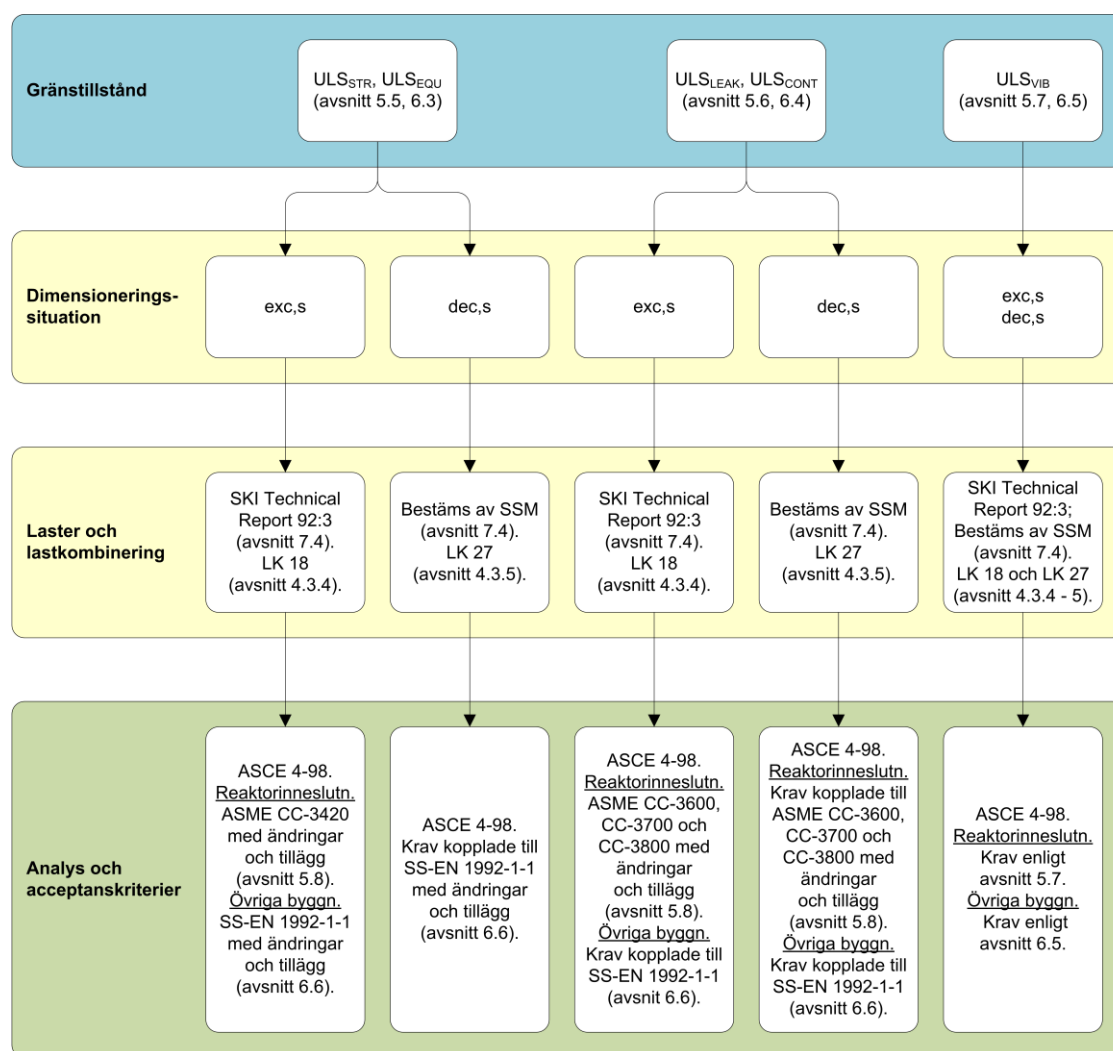 Gränstillstånd
ULSSTR, ULSEQU
(avsnitt 5.5, 6.3)
ULSLEAK, ULSCONT
(avsnitt 5.6, 6.4)
ULSVIB
(avsnitt 5.7, 6.5)
Dimensionerings-
situation
exc,s
dec,s
exc,s
dec,s
exc,s
dec,s
Laster och
lastkombinering
SKI Technical
Report 92:3
(avsnitt 7.4).
LK 18
(avsnitt 4.3.4).
Bestäms av SSM
(avsnitt 7.4).
LK 27
(avsnitt 4.3.5).
SKI Technical
Report 92:3
(avsnitt 7.4).
LK 18
(avsnitt 4.3.4).
Bestäms av SSM
(avsnitt 7.4).
LK 27
(avsnitt 4.3.5).
SKI Technical
Report 92:3;
Bestäms av SSM
(avsnitt 7.4).
LK 18 och LK 27
(avsnitt 4.3.4 - 5).
Analys och
acceptanskriterier
ASCE 4-98.
Reaktorinneslutn.
ASME CC-3420
med ändringar
och tillägg
(avsnitt 5.8).
Övriga byggn.
SS-EN 1992-1-1
med ändringar
och tillägg
(avsnitt 6.6).
ASCE 4-98.
Krav kopplade till
SS-EN 1992-1-1
med ändringar
och tillägg
(avsnitt 6.6).
ASCE 4-98.
Reaktorinneslutn.
ASME CC-3600,
CC-3700 och
CC-3800 med
ändringar
och tillägg
(avsnitt 5.8).
Övriga byggn.
Krav kopplade till
SS-EN 1992-1-1
(avsnit 6.6).
ASCE 4-98.
Reaktorinneslutn.
Krav kopplade till
ASME CC-3600,
CC-3700 och
CC-3800 med
ändringar
och tillägg
(avsnitt 5.8).
Övriga byggn.
Krav kopplade till
SS-EN 1992-1-1
(avsnitt 6.6).
ASCE 4-98.
Reaktorinneslutn.
Krav enligt
avsnitt 5.7.
Övriga byggn.
Krav enligt
avsnitt 6.5.